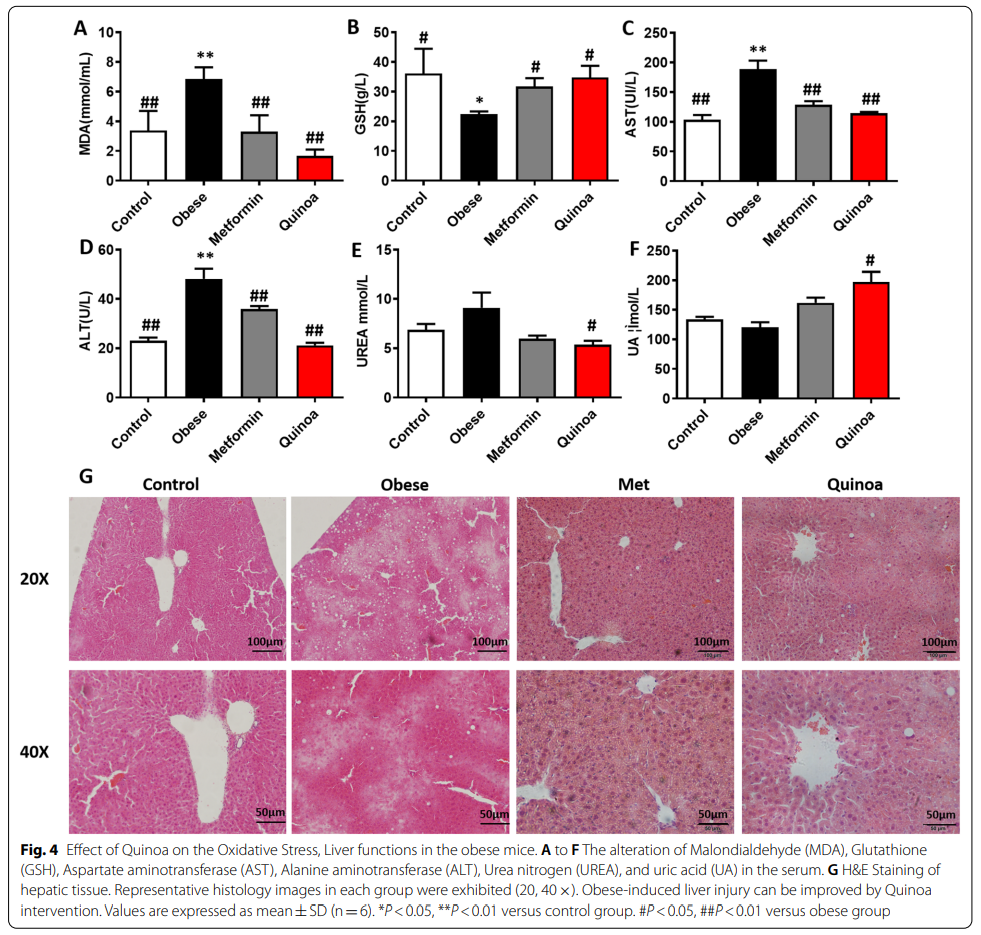 A
MDA(mmol/mL)
10
8
6
4
2
0
##
**
##
##
Control
Obese
Metformin
Quinoa
B
GSH(g/L)
50
40
30
20
10
0
#
*
#
#
Control
Obese
Metformin
Quinoa
C
AST(UI/L)
250
200
150
100
50
0
##
**
##
##
Control
Obese
Metformin
Quinoa
D
ALT(U/L)
60
40
20
0
##
**
##
##
Control
Obese
Metformin
Quinoa
E
UREA mmol/L
15
10
5
0
#
Control
Obese
Metformin
Quinoa
F
UA ¦Ìmol/L
250
200
150
100
50
0
#
Control
Obese
Metformin
Quinoa
G
Control Obese Met Quinoa
20X
100μm 100μm 100μm 100μm
40X
50μm 50μm 50μm 50μm
Fig. 4 Effect of Quinoa on the Oxidative Stress, Liver functions in the obese mice. A to F The alteration of Malondialdehyde (MDA), Glutathione
(GSH), Aspartate aminotransferase (AST), Alanine aminotransferase (ALT), Urea nitrogen (UREA), and uric acid (UA) in the serum. G H&E Staining of
hepatic tissue. Representative histology images in each group were exhibited (20, 40 ×). Obese-induced liver injury can be improved by Quinoa
intervention. Values are expressed as mean ± SD (n = 6). *P < 0.05, **P < 0.01 versus control group. #P < 0.05, ##P < 0.01 versus obese group